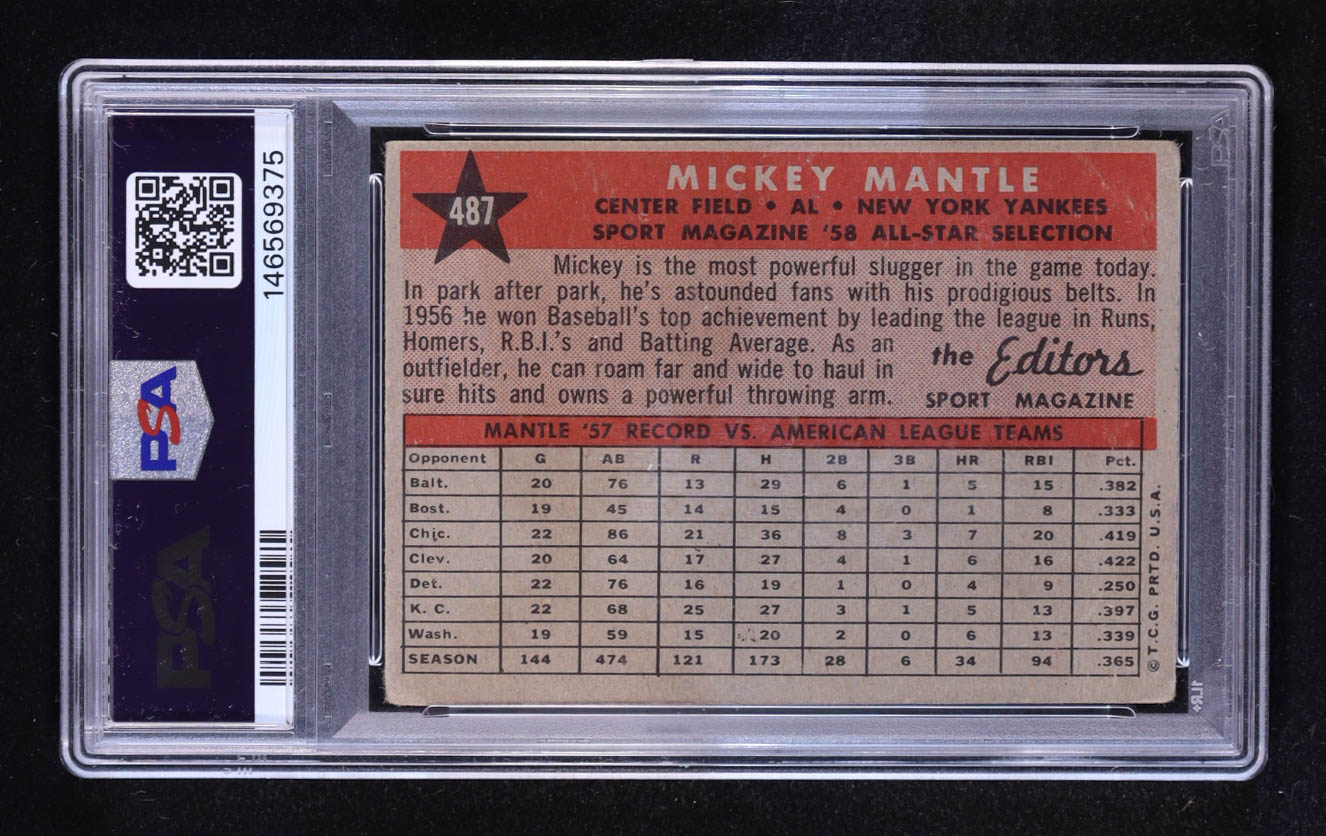 146569375
PSA
PSA
487
MICKEY MANTLE
CENTER FIELD • AL • NEW YORK YANKEES
SPORT MAGAZINE '58 ALL-STAR SELECTION
Mickey is the most powerful slugger in the game today.
In park after park, he's astounded fans with his prodigious belts. In
1956 he won Baseball's top achievement by leading the league in Runs,
Homers, R.B.I.'s and Batting Average. As an
outfielder, he can roam far and wide to haul in
sure hits and owns a powerful throwing arm.
the Editors
SPORT MAGAZINE
MANTLE '57 RECORD VS. AMERICAN LEAGUE TEAMS
Opponent G AB R H 2B 3B HR RBI Pct.
Balt. 20 76 13 29 6 1 5 15 .382
Bost. 19 45 14 15 4 0 1 8 .333
Chic. 22 86 21 36 8 3 7 20 .419
Clev. 20 64 17 27 4 1 6 16 .422
Det. 22 76 16 19 1 0 4 9 .250
K. C. 22 68 25 27 3 1 5 13 .397
Wash. 19 59 15 20 2 0 6 13 .339
SEASON 144 474 121 173 28 6 34 94 .365
© T.C.G. PRTD. U.S.A.
PSA